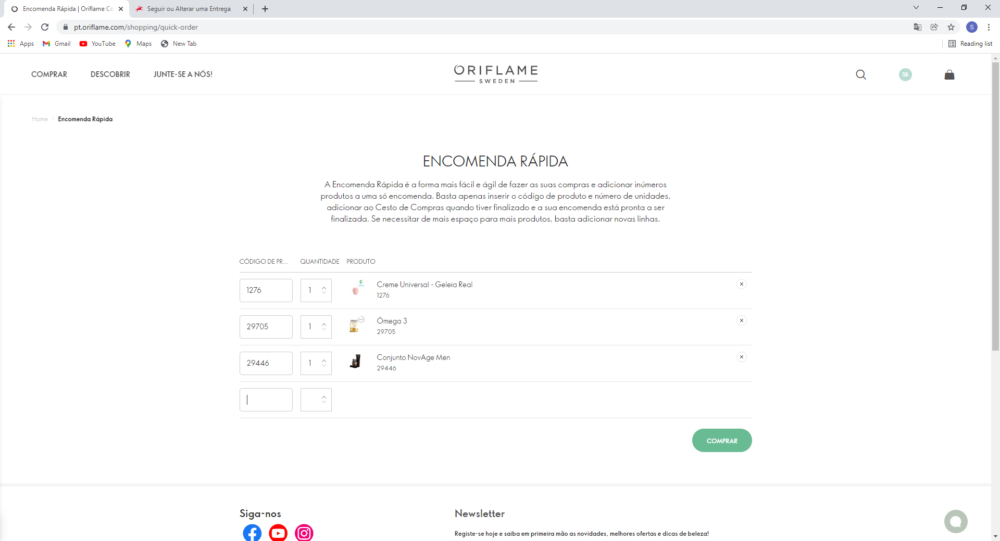 Encomenda Rápida | Oriflame Co
Seguir ou Alterar uma Entrega
pt.oriflame.com/shopping/quick-order
S
Apps
Gmail
YouTube
Maps
New Tab
Reading list
COMPRAR
DESCOBRIR
JUNTE-SE A NÓS!
ORIFLAME
SWEDEN
SB
Home
Encomenda Rápida
ENCOMENDA RÁPIDA
A Encomenda Rápida é a forma mais fácil e ágil de fazer as suas compras e adicionar inúmeros
produtos a uma só encomenda. Basta apenas inserir o código de produto e número de unidades,
adicionar ao Cesto de Compras quando tiver finalizado e a sua encomenda está pronta a ser
finalizada. Se necessitar de mais espaço para mais produtos, basta adicionar novas linhas.
CÓDIGO DE PR... QUANTIDADE PRODUTO
1276 1 Creme Universal - Geleia Real
1276
29705 1 Ómega 3
29705
29446 1 Conjunto NovAge Men
29446
COMPRAR
Siga-nos
Newsletter
Registe-se hoje e saiba em primeira mão as novidades, melhores ofertas e dicas de beleza!